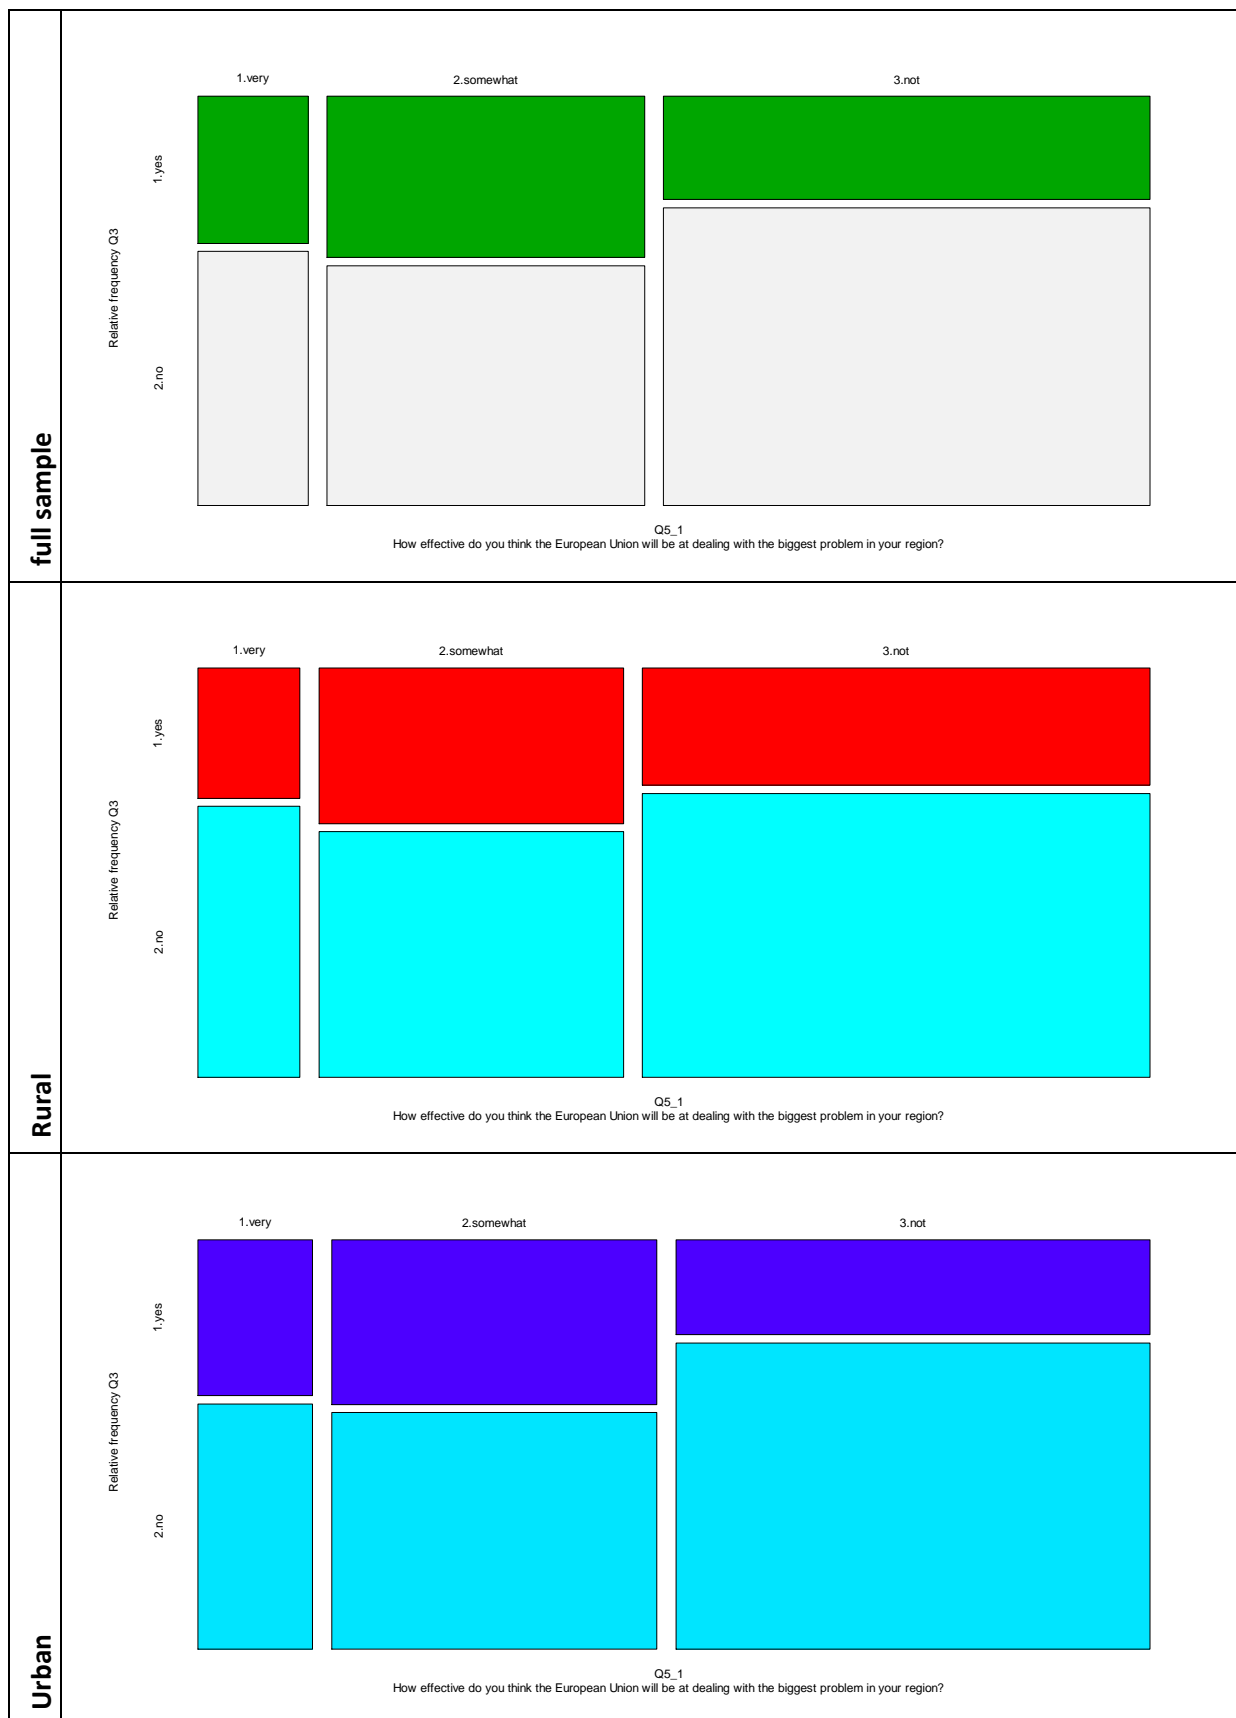 full sample
1.very
2.somewhat
3.not
1.yes
2.no
Relative frequency Q3
Q5_1
How effective do you think the European Union will be at dealing with the biggest problem in your region?
Rural
1.very
2.somewhat
3.not
1.yes
2.no
Relative frequency Q3
Q5_1
How effective do you think the European Union will be at dealing with the biggest problem in your region?
Urban
1.very
2.somewhat
3.not
1.yes
2.no
Relative frequency Q3
Q5_1
How effective do you think the European Union will be at dealing with the biggest problem in your region?